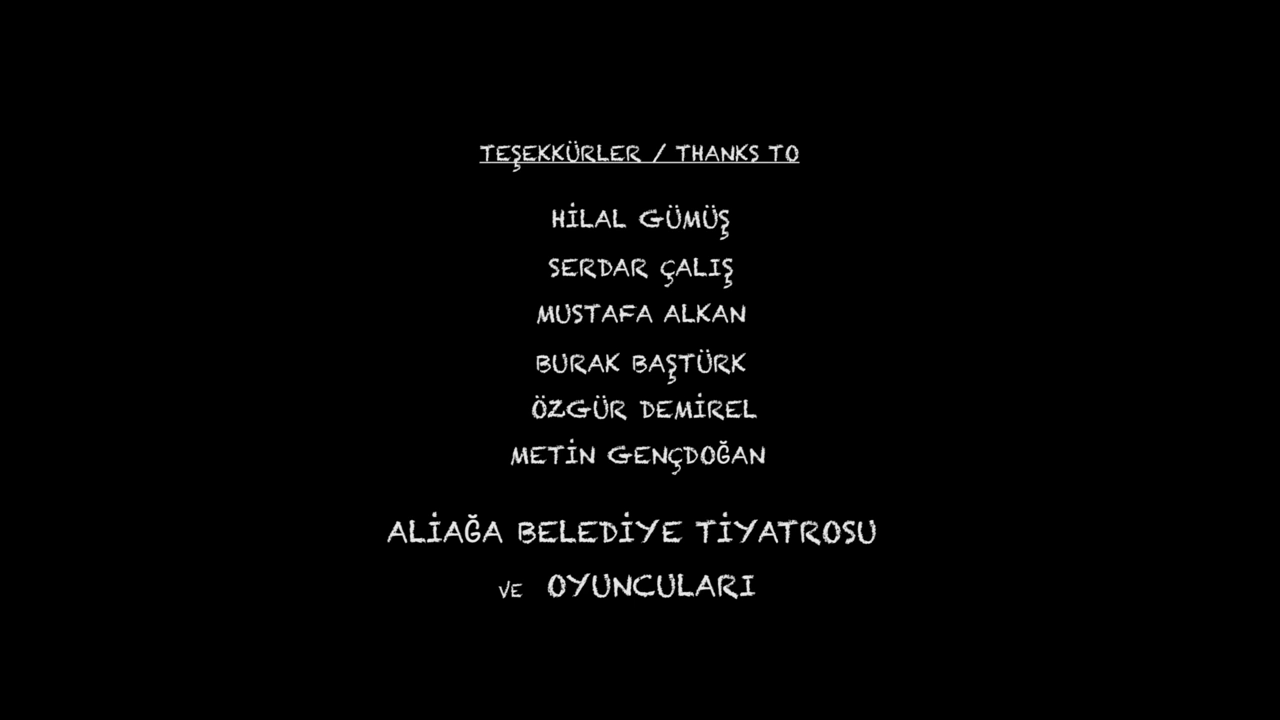 TEŞEKKÜRLER / THANKS TO
HİLAL GÜMÜŞ
SERDAR ÇALIŞ
MUSTAFA ALKAN
BURAK BAŞTÜRK
ÖZGÜR DEMİREL
METİN GENÇDOĞAN
ALİAĞA BELEDİYE TİYATROSU
VE OYUNCULARI